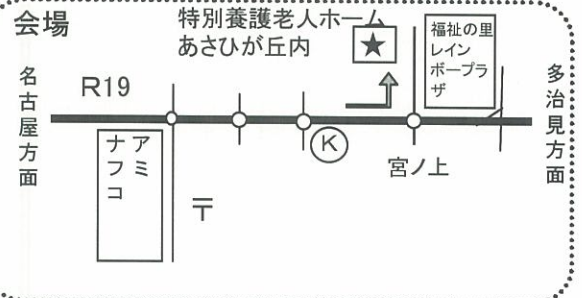 会場
特別養護老人ホーム
あさひが丘内
★
福祉の里
レイン
ボープラ
ザ
名古屋方面
R19
多治見方面
K
宮ノ上
アミ
ナフコ
〒